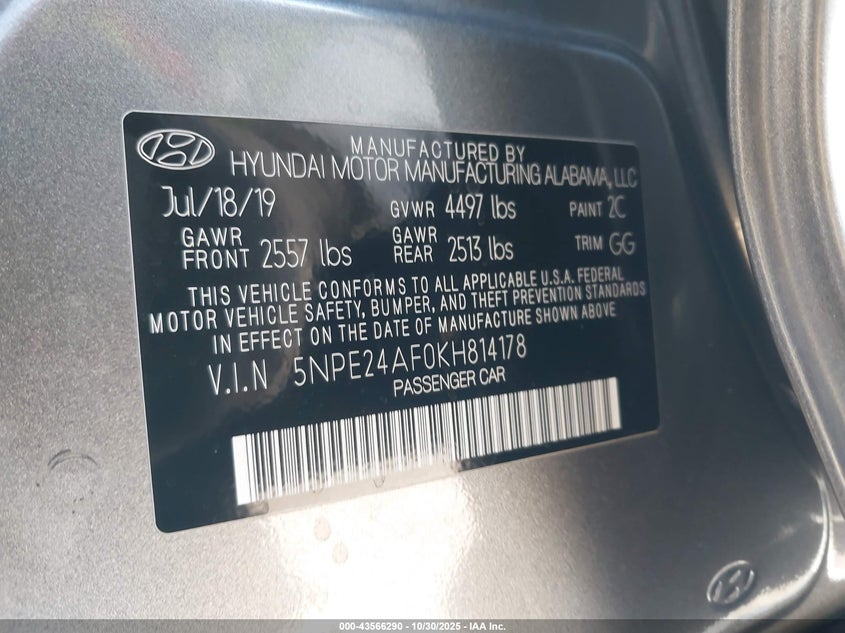 MANUFACTURED BY
HYUNDAI MOTOR MANUFACTURING ALABAMA, LLC
Jul/18/19 GVWR 4497 lbs PAINT 2C
GAWR FRONT 2557 lbs GAWR REAR 2513 lbs TRIM GG
THIS VEHICLE CONFORMS TO ALL APPLICABLE U.S.A. FEDERAL
MOTOR VEHICLE SAFETY, BUMPER, AND THEFT PREVENTION STANDARDS
IN EFFECT ON THE DATE OF MANUFACTURE SHOWN ABOVE
V.I.N 5NPE24AF0KH814178
PASSENGER CAR
000-43566290 - 10/30/2025 - IAA Inc.